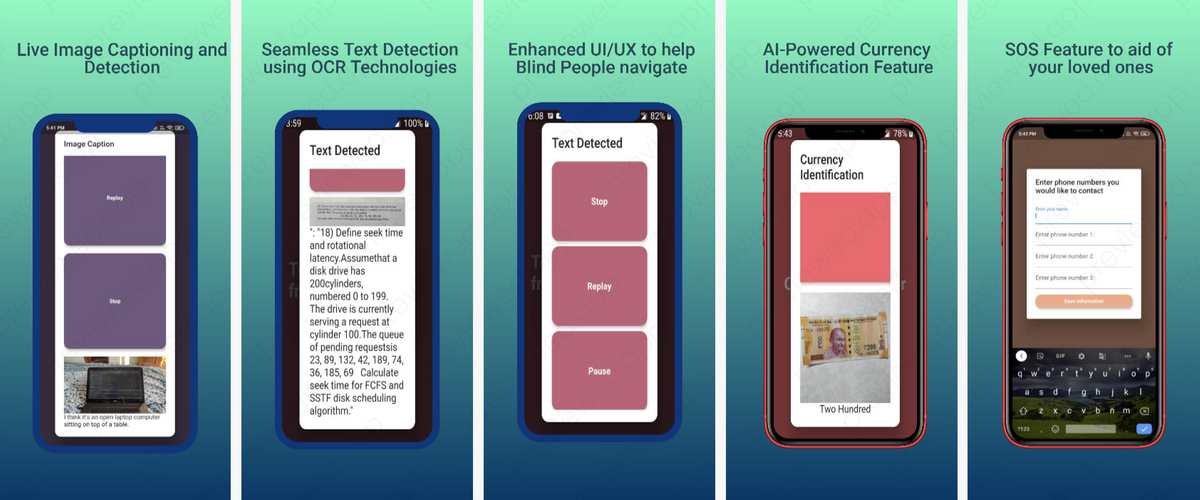 Live Image Captioning and
Detection
5:41 PM
Image Caption
Replay
Stop
I think it's an open laptop computer
sitting on top of a table.
Seamless Text Detection
using OCR Technologies
3:59
100%
Text Detected
": "18) Define seek time
and rotational
latency.Assumethat a
disk drive has
200cylinders,
numbered 0 to 199.
The drive is currently
serving a request at
cylinder 100.The queue
of pending requestsis
23, 89, 132, 42, 189, 74,
36, 185, 69 Calculate
seek time for FCFS and
SSTF disk scheduling
algorithm."
Enhanced UI/UX to help
Blind People navigate
6:08
82%
Text Detected
Stop
Replay
Pause
AI-Powered Currency
Identification Feature
5:43
78%
Currency
Identification
Two Hundred
SOS Feature to aid of
your loved ones
5:41 PM
Enter phone numbers you
would like to contact
Enter your name:
Enter phone number 1:
Enter phone number 2:
Enter phone number 3:
Save Information
GIF
q w e r t y u i o p
a s d f g h j k l
z x c v b n m
?123 , .